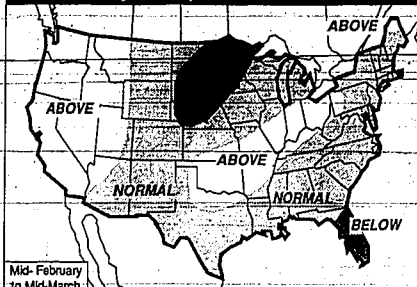 ABOVE
ABOVE
ABOVE
NORMAL
NORMAL
BELOW
Mid- February
to Mid-March